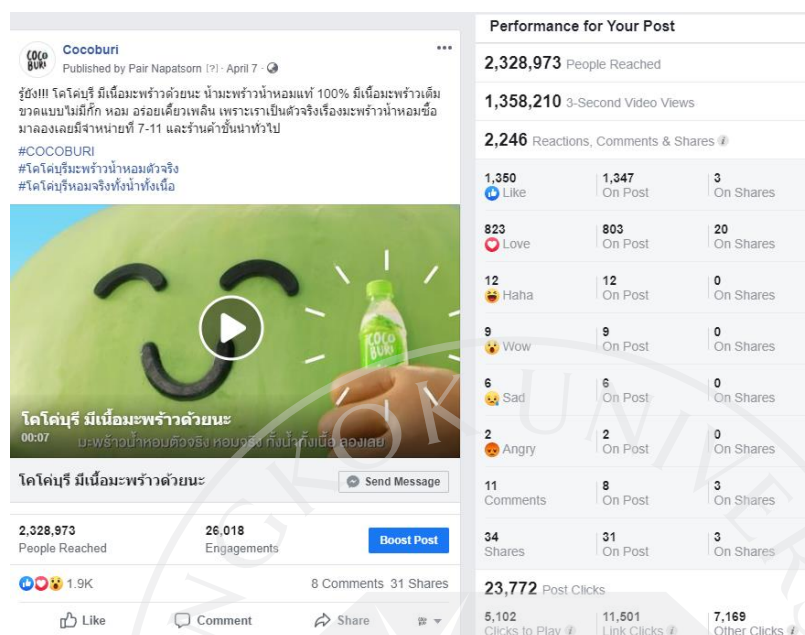 COCO
BURI
Cocoburi
Published by Pair Napatsorn [?] · April 7 ·
รู้ยัง!!! โคโค่บุรี มีเนื้อมะพร้าวด้วยนะ น้ำมะพร้าวน้ำหอมแท้ 100% มีเนื้อมะพร้าวเต็ม
ขวดแบบไม่มีกั๊ก หอม อร่อยเคี้ยวเพลิน เพราะเราเป็นตัวจริงเรื่องมะพร้าวน้ำหอมซื้อ
มาลองเลยมีจำหน่ายที่ 7-11 และร้านค้าชั้นนำทั่วไป
#COCOBURI
#โคโค่บุรีมะพร้าวน้ำหอมตัวจริง
#โคโค่บุรีหอมจริงทั้งน้ำทั้งเนื้อ
COCO
BURI
โคโค่บุรี มีเนื้อมะพร้าวด้วยนะ
00:07
มะพร้าวน้ำหอมตัวจริง หอมจริง ทั้งน้ำทั้งเนื้อ ลองเลย
โคโค่บุรี มีเนื้อมะพร้าวด้วยนะ
Send Message
2,328,973 26,018
People Reached Engagements
Boost Post
1.9K 8 Comments 31 Shares
Like Comment Share
Performance for Your Post
2,328,973 People Reached
1,358,210 3-Second Video Views
2,246 Reactions, Comments & Shares
1,350 1,347 3
Like On Post On Shares
823 803 20
Love On Post On Shares
12 12 0
Haha On Post On Shares
9 9 0
Wow On Post On Shares
6 6 0
Sad On Post On Shares
2 2 0
Angry On Post On Shares
11 8 3
Comments On Post On Shares
34 31 3
Shares On Post On Shares
23,772 Post Clicks
5,102 11,501 7,169
Clicks to Play Link Clicks Other Clicks